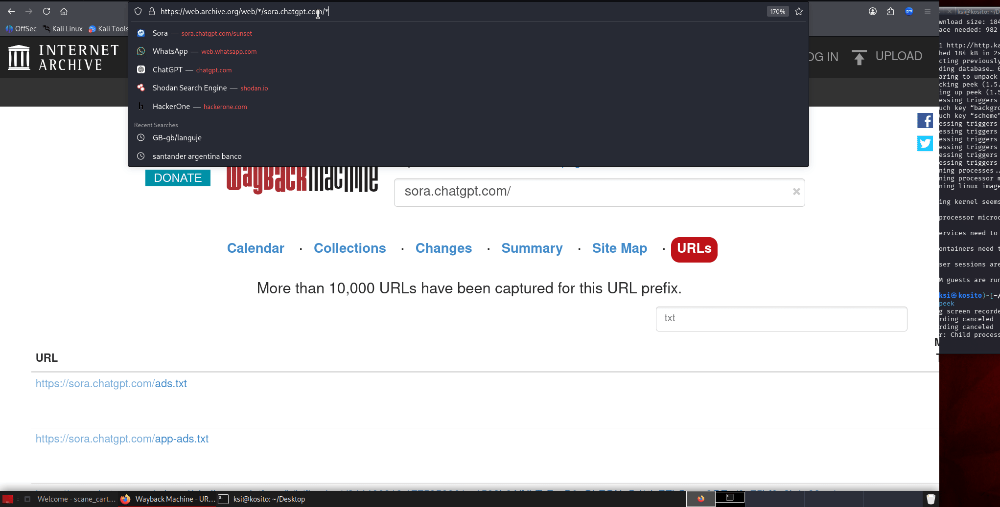 https://web.archive.org/web/*/sora.chatgpt.com/*
170%
zm
ksi@kosito: ~/D
OffSec
Kali Linux
Kali Tools
Sora — sora.chatgpt.com/sunset
WhatsApp — web.whatsapp.com
ChatGPT — chatgpt.com
Shodan Search Engine — shodan.io
HackerOne — hackerone.com
Recent Searches
GB-gb/languje
santander argentina banco
INTERNET
ARCHIVE
OG IN
UPLOAD
DONATE
WayBackMachine
sora.chatgpt.com/
Calendar · Collections · Changes · Summary · Site Map · URLs
More than 10,000 URLs have been captured for this URL prefix.
txt
URL
https://sora.chatgpt.com/ads.txt
https://sora.chatgpt.com/app-ads.txt
wnload size: 184
ace needed: 982
1 http://http.ka
hed 184 kB in 2s
cting previously
ding database… 6
aring to unpack
cking peek (1.5.
ing up peek (1.5
essing triggers
uch key “backgro
uch key “scheme”
essing triggers
essing triggers
essing triggers
essing triggers
essing triggers
essing triggers
ning processes..
ning processor m
ning linux image
ing kernel seems
processor microc
ervices need to
ontainers need t
ser sessions are
M guests are run
ksi㉿kosito)-[~/
peek
g screen recorde
rding canceled
rding canceled
r: Child process
Welcome - scane_cart...
Wayback Machine - UR...
ksi@kosito: ~/Desktop